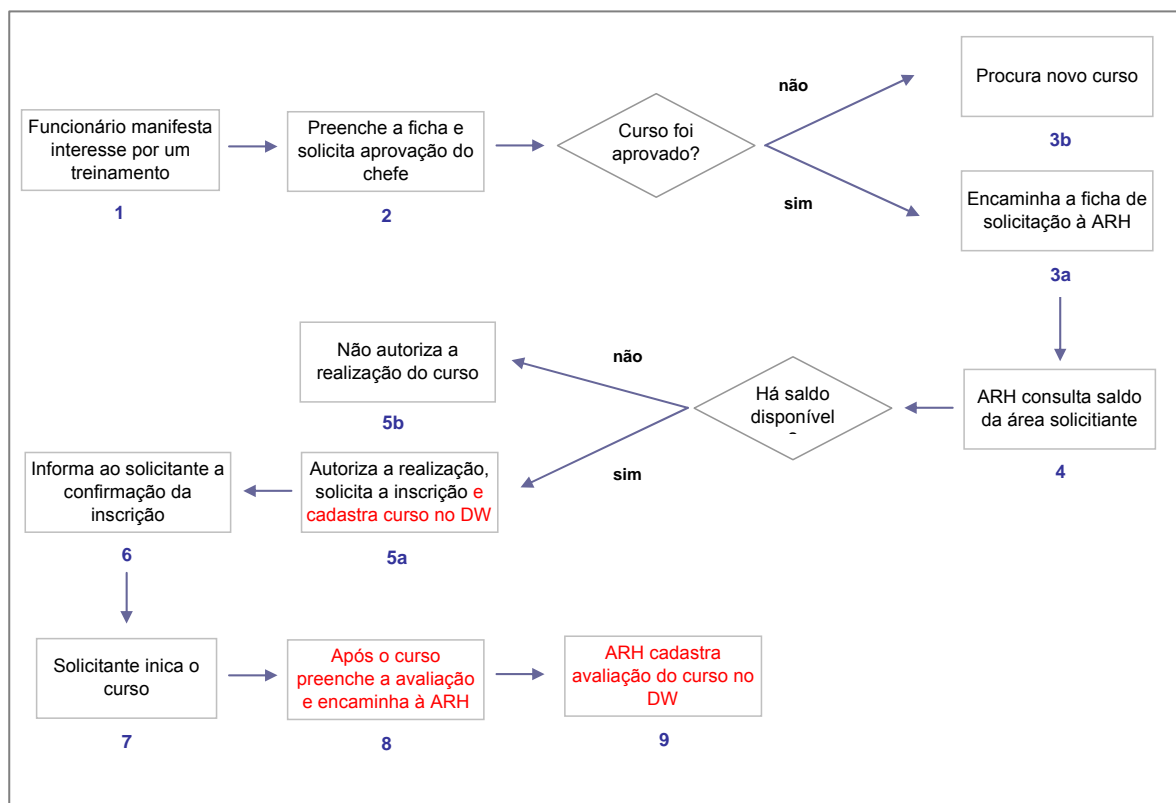 Funcionário manifesta
interesse por um
treinamento
1
Preenche a ficha e
solicita aprovação do
chefe
2
Curso foi
aprovado?
não
sim
Procura novo curso
3b
Encaminha a ficha de
solicitação à ARH
3a
ARH consulta saldo
da área solicitiante
4
Há saldo
disponível
não
sim
Não autoriza a
realização do curso
5b
Autoriza a realização,
solicita a inscrição e
cadastra curso no DW
5a
Informa ao solicitante a
confirmação da
inscrição
6
Solicitante inica o
curso
7
Após o curso
preenche a avaliação
e encaminha à ARH
8
ARH cadastra
avaliação do curso no
DW
9